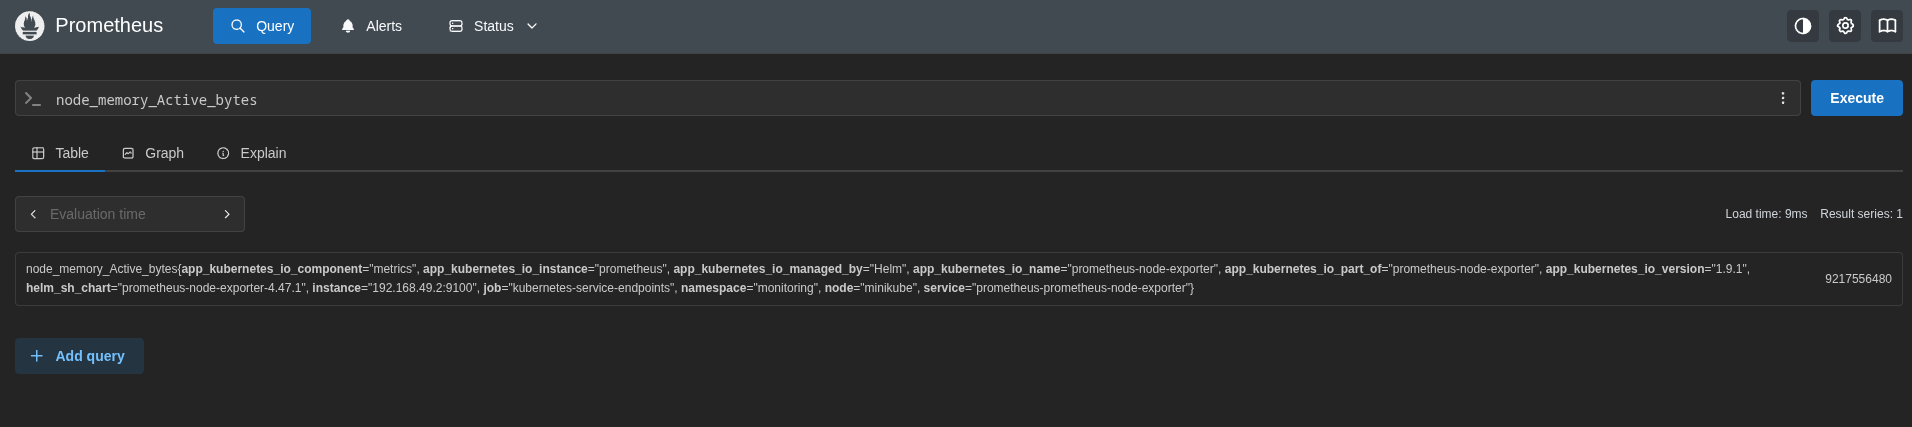 Prometheus Query Alerts Status
node_memory_Active_bytes Execute
Table Graph Explain
Evaluation time Load time: 9ms Result series: 1
node_memory_Active_bytes{app_kubernetes_io_component="metrics", app_kubernetes_io_instance="prometheus", app_kubernetes_io_managed_by="Helm", app_kubernetes_io_name="prometheus-node-exporter", app_kubernetes_io_part_of="prometheus-node-exporter", app_kubernetes_io_version="1.9.1",
helm_sh_chart="prometheus-node-exporter-4.47.1", instance="192.168.49.2:9100", job="kubernetes-service-endpoints", namespace="monitoring", node="minikube", service="prometheus-prometheus-node-exporter"}
9217556480
Add query